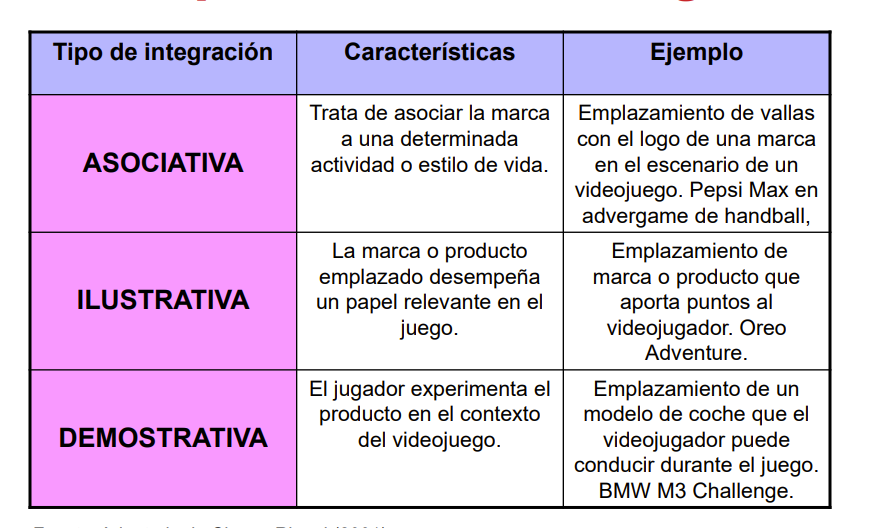 Tipo de integración
Características
Ejemplo
ASOCIATIVA
Trata de asociar la marca
a una determinada
actividad o estilo de vida.
Emplazamiento de vallas
con el logo de una marca
en el escenario de un
videojuego. Pepsi Max en
advergame de handball,
ILUSTRATIVA
La marca o producto
emplazado desempeña
un papel relevante en el
juego.
Emplazamiento de
marca o producto que
aporta puntos al
videojugador. Oreo
Adventure.
DEMOSTRATIVA
El jugador experimenta el
producto en el contexto
del videojuego.
Emplazamiento de un
modelo de coche que el
videojugador puede
conducir durante el juego.
BMW M3 Challenge.